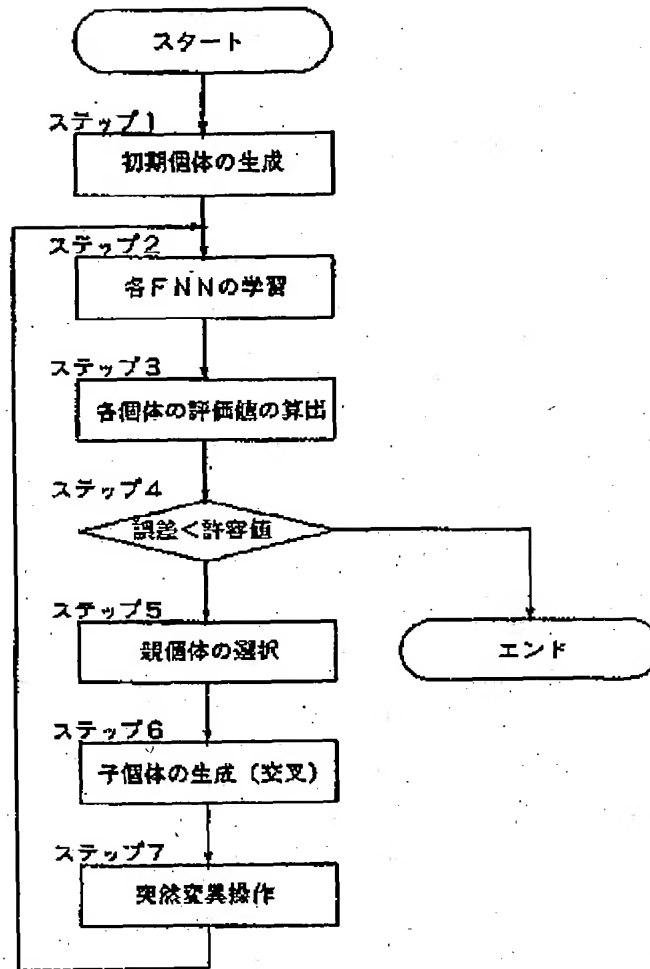 スタート
ステップ1
初期個体の生成
ステップ2
各FNNの学習
ステップ3
各個体の評価値の算出
ステップ4
誤差<許容値
ステップ5
親個体の選択
エンド
ステップ6
子個体の生成(交叉)
ステップ7
突然変異操作